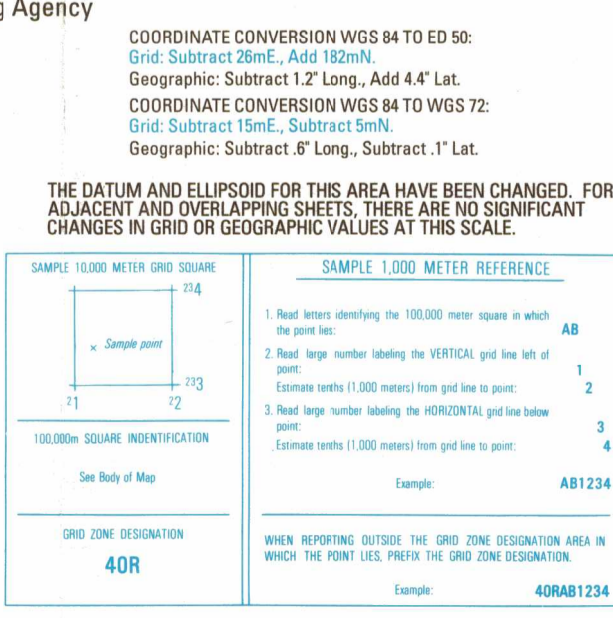 Agency
COORDINATE CONVERSION WGS 84 TO ED 50:
Grid: Subtract 26mE., Add 182mN.
Geographic: Subtract 1.2" Long., Add 4.4" Lat.
COORDINATE CONVERSION WGS 84 TO WGS 72:
Grid: Subtract 15mE., Subtract 5mN.
Geographic: Subtract .6" Long., Subtract .1" Lat.
THE DATUM AND ELLIPSOID FOR THIS AREA HAVE BEEN CHANGED. FOR
ADJACENT AND OVERLAPPING SHEETS, THERE ARE NO SIGNIFICANT
CHANGES IN GRID OR GEOGRAPHIC VALUES AT THIS SCALE.
SAMPLE 10,000 METER GRID SQUARE
234
Sample point
233
21 22
100,000m SQUARE INDENTIFICATION
See Body of Map
GRID ZONE DESIGNATION
40R
SAMPLE 1,000 METER REFERENCE
1. Read letters identifying the 100,000 meter square in which
the point lies: AB
2. Read large number labeling the VERTICAL grid line left of
point: 1
Estimate tenths (1,000 meters) from grid line to point: 2
3. Read large number labeling the HORIZONTAL grid line below
point: 3
Estimate tenths (1,000 meters) from grid line to point: 4
Example: AB1234
WHEN REPORTING OUTSIDE THE GRID ZONE DESIGNATION AREA IN
WHICH THE POINT LIES, PREFIX THE GRID ZONE DESIGNATION.
Example: 40RAB1234